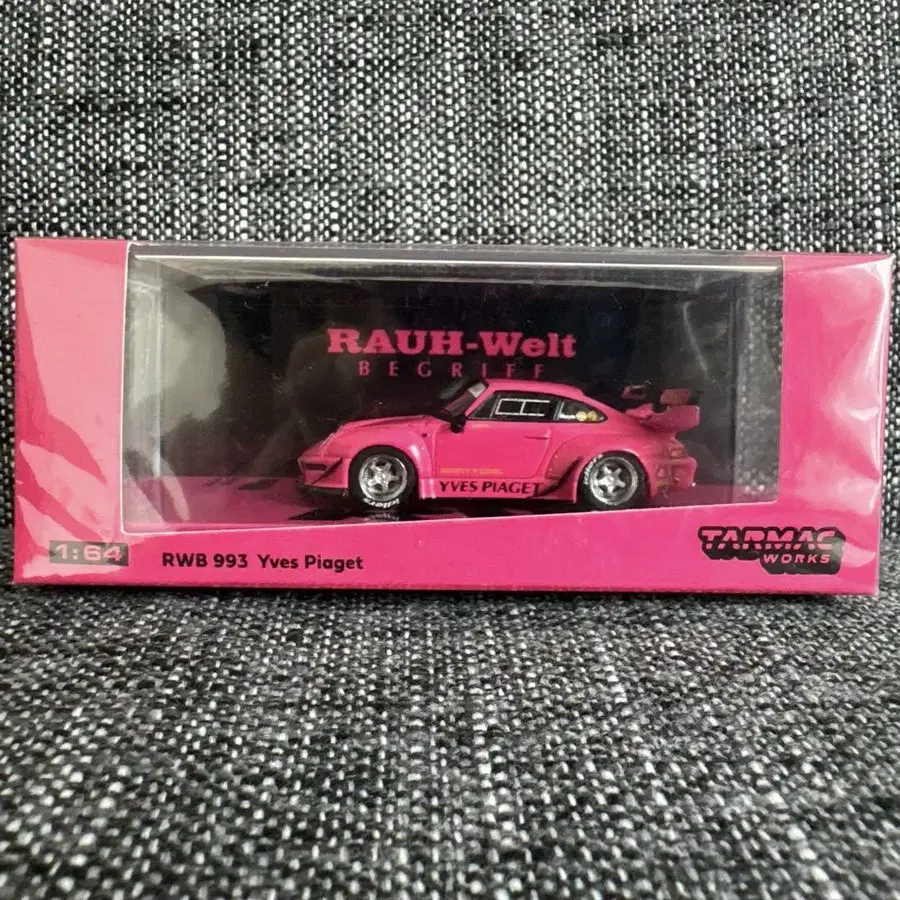 RAUH-Welt
BEGRIFF
YVES PIAGET
1:64
RWB 993 Yves Piaget
TARMAC
WORKS